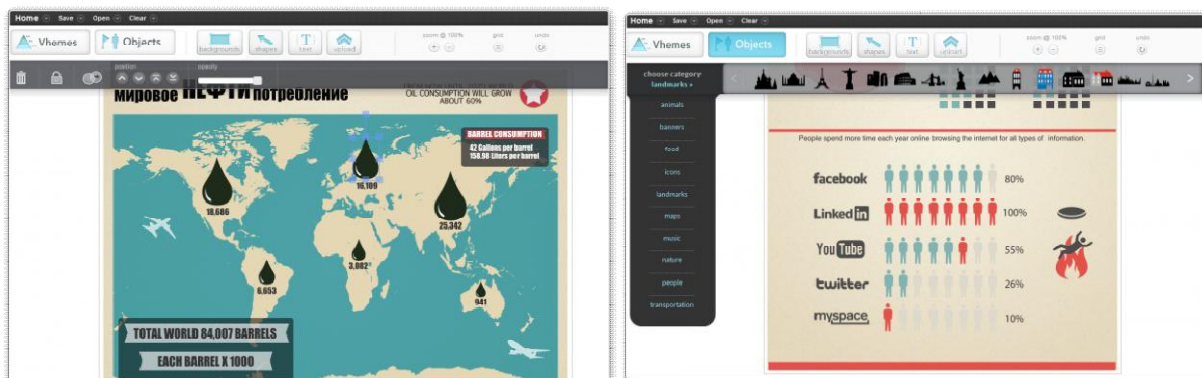 Home Save Open Clear
Vhemes Objects backgrounds shapes text upload zoom @ 100% grid undo
position opacity
мировое НЕФТИ потребление
OIL CONSUMPTION WILL GROW
ABOUT 60%
BARREL CONSUMPTION
42 Gallons per barrel
158.98 Liters per barrel
16,109
18,686
25,342
3,082
6,653
941
TOTAL WORLD 84,007 BARRELS
EACH BARREL X 1000
Home Save Open Clear
Vhemes Objects backgrounds shapes text upload zoom @ 100% grid undo
choose category
landmarks »
animals
banners
food
icons
landmarks
maps
music
nature
people
transportation
People spend more time each year online browsing the internet for all types of information.
facebook 80%
Linked in 100%
You Tube 55%
twitter 26%
myspace 10%